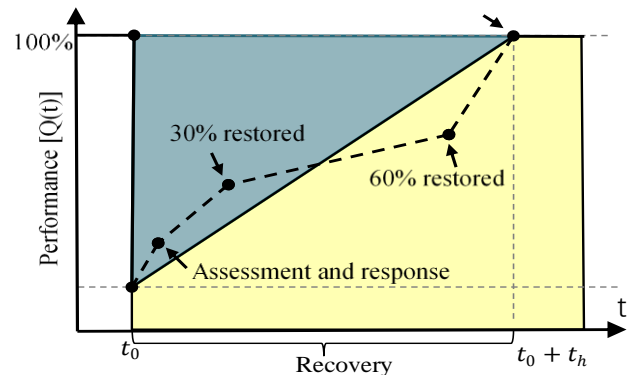 100%
Performance [Q(t)]
30% restored
60% restored
Assessment and response
t
t₀
Recovery
t₀ + tₕ